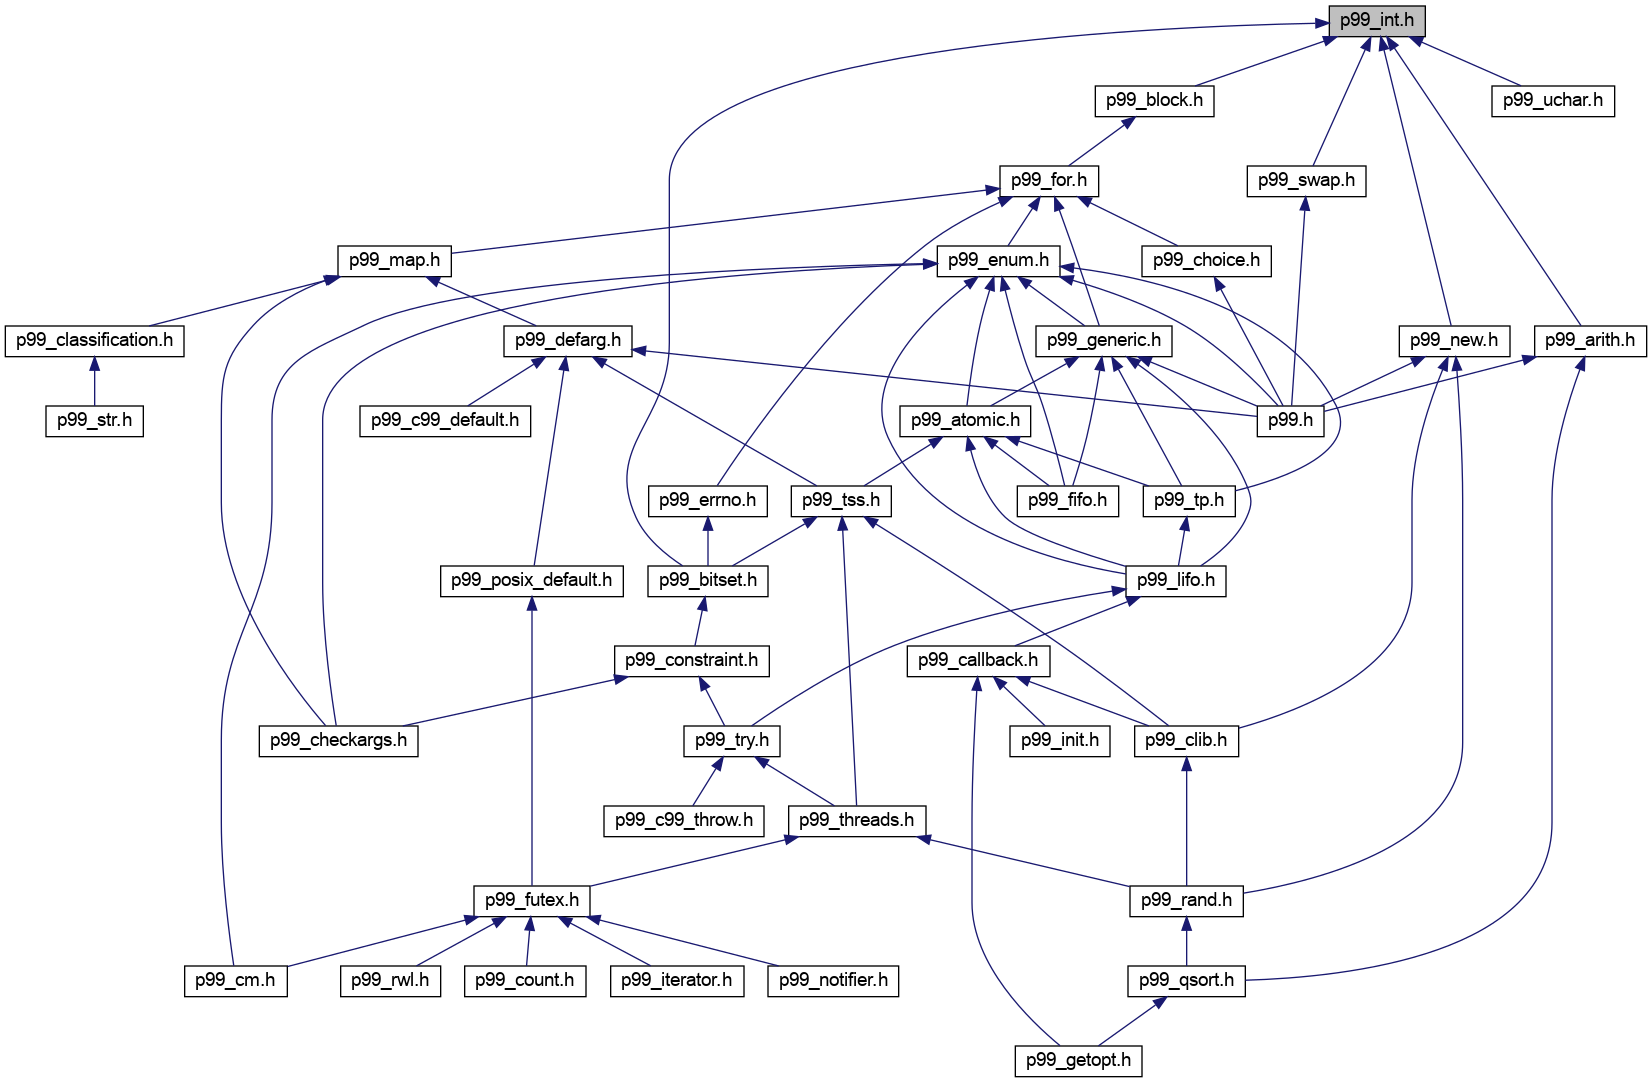 p99_int.h
p99_block.h
p99_uchar.h
p99_for.h
p99_swap.h
p99_map.h
p99_enum.h
p99_choice.h
p99_classification.h
p99_defarg.h
p99_generic.h
p99_new.h
p99_arith.h
p99_str.h
p99_c99_default.h
p99_atomic.h
p99.h
p99_errno.h
p99_tss.h
p99_fifo.h
p99_tp.h
p99_posix_default.h
p99_bitset.h
p99_lifo.h
p99_constraint.h
p99_callback.h
p99_checkargs.h
p99_try.h
p99_init.h
p99_clib.h
p99_c99_throw.h
p99_threads.h
p99_futex.h
p99_rand.h
p99_cm.h
p99_rwl.h
p99_count.h
p99_iterator.h
p99_notifier.h
p99_qsort.h
p99_getopt.h